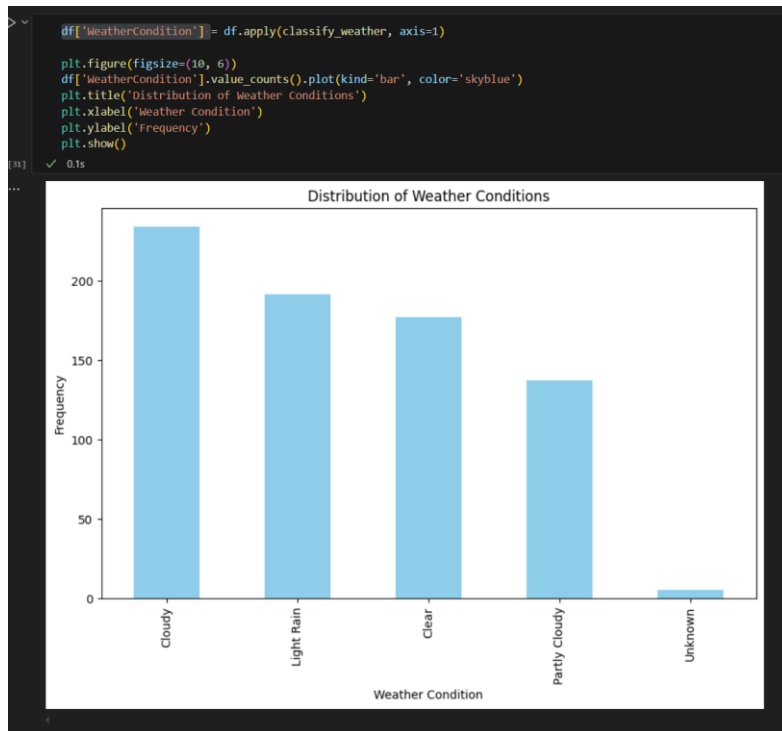 df['WeatherCondition'] = df.apply(classify_weather, axis=1)
plt.figure(figsize=(10, 6))
df['WeatherCondition'].value_counts().plot(kind='bar', color='skyblue')
plt.title('Distribution of Weather Conditions')
plt.xlabel('Weather Condition')
plt.ylabel('Frequency')
plt.show()
[31]
0.1s
...
Distribution of Weather Conditions
Frequency
200
150
100
50
0
Cloudy
Light Rain
Clear
Partly Cloudy
Unknown
Weather Condition